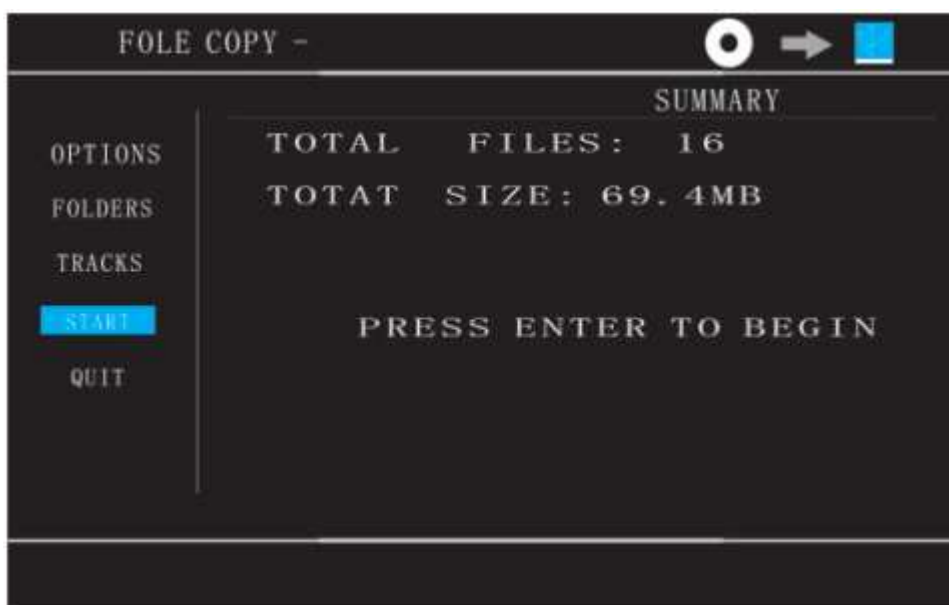 FOLE COPY -
SUMMARY
OPTIONS
FOLDERS
TRACKS
START
QUIT
TOTAL FILES: 16
TOTAT SIZE: 69.4MB
PRESS ENTER TO BEGIN